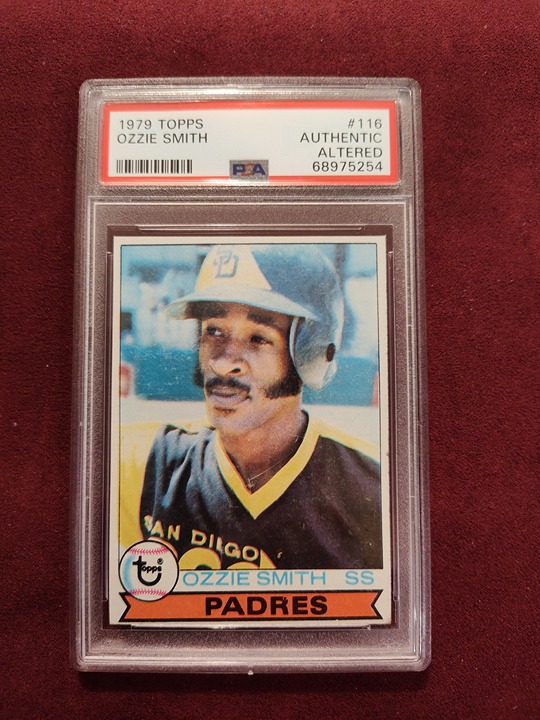 1979 TOPPS #116
OZZIE SMITH AUTHENTIC
ALTERED
PSA 68975254
SAN DIEGO
topps®
OZZIE SMITH SS
PADRES